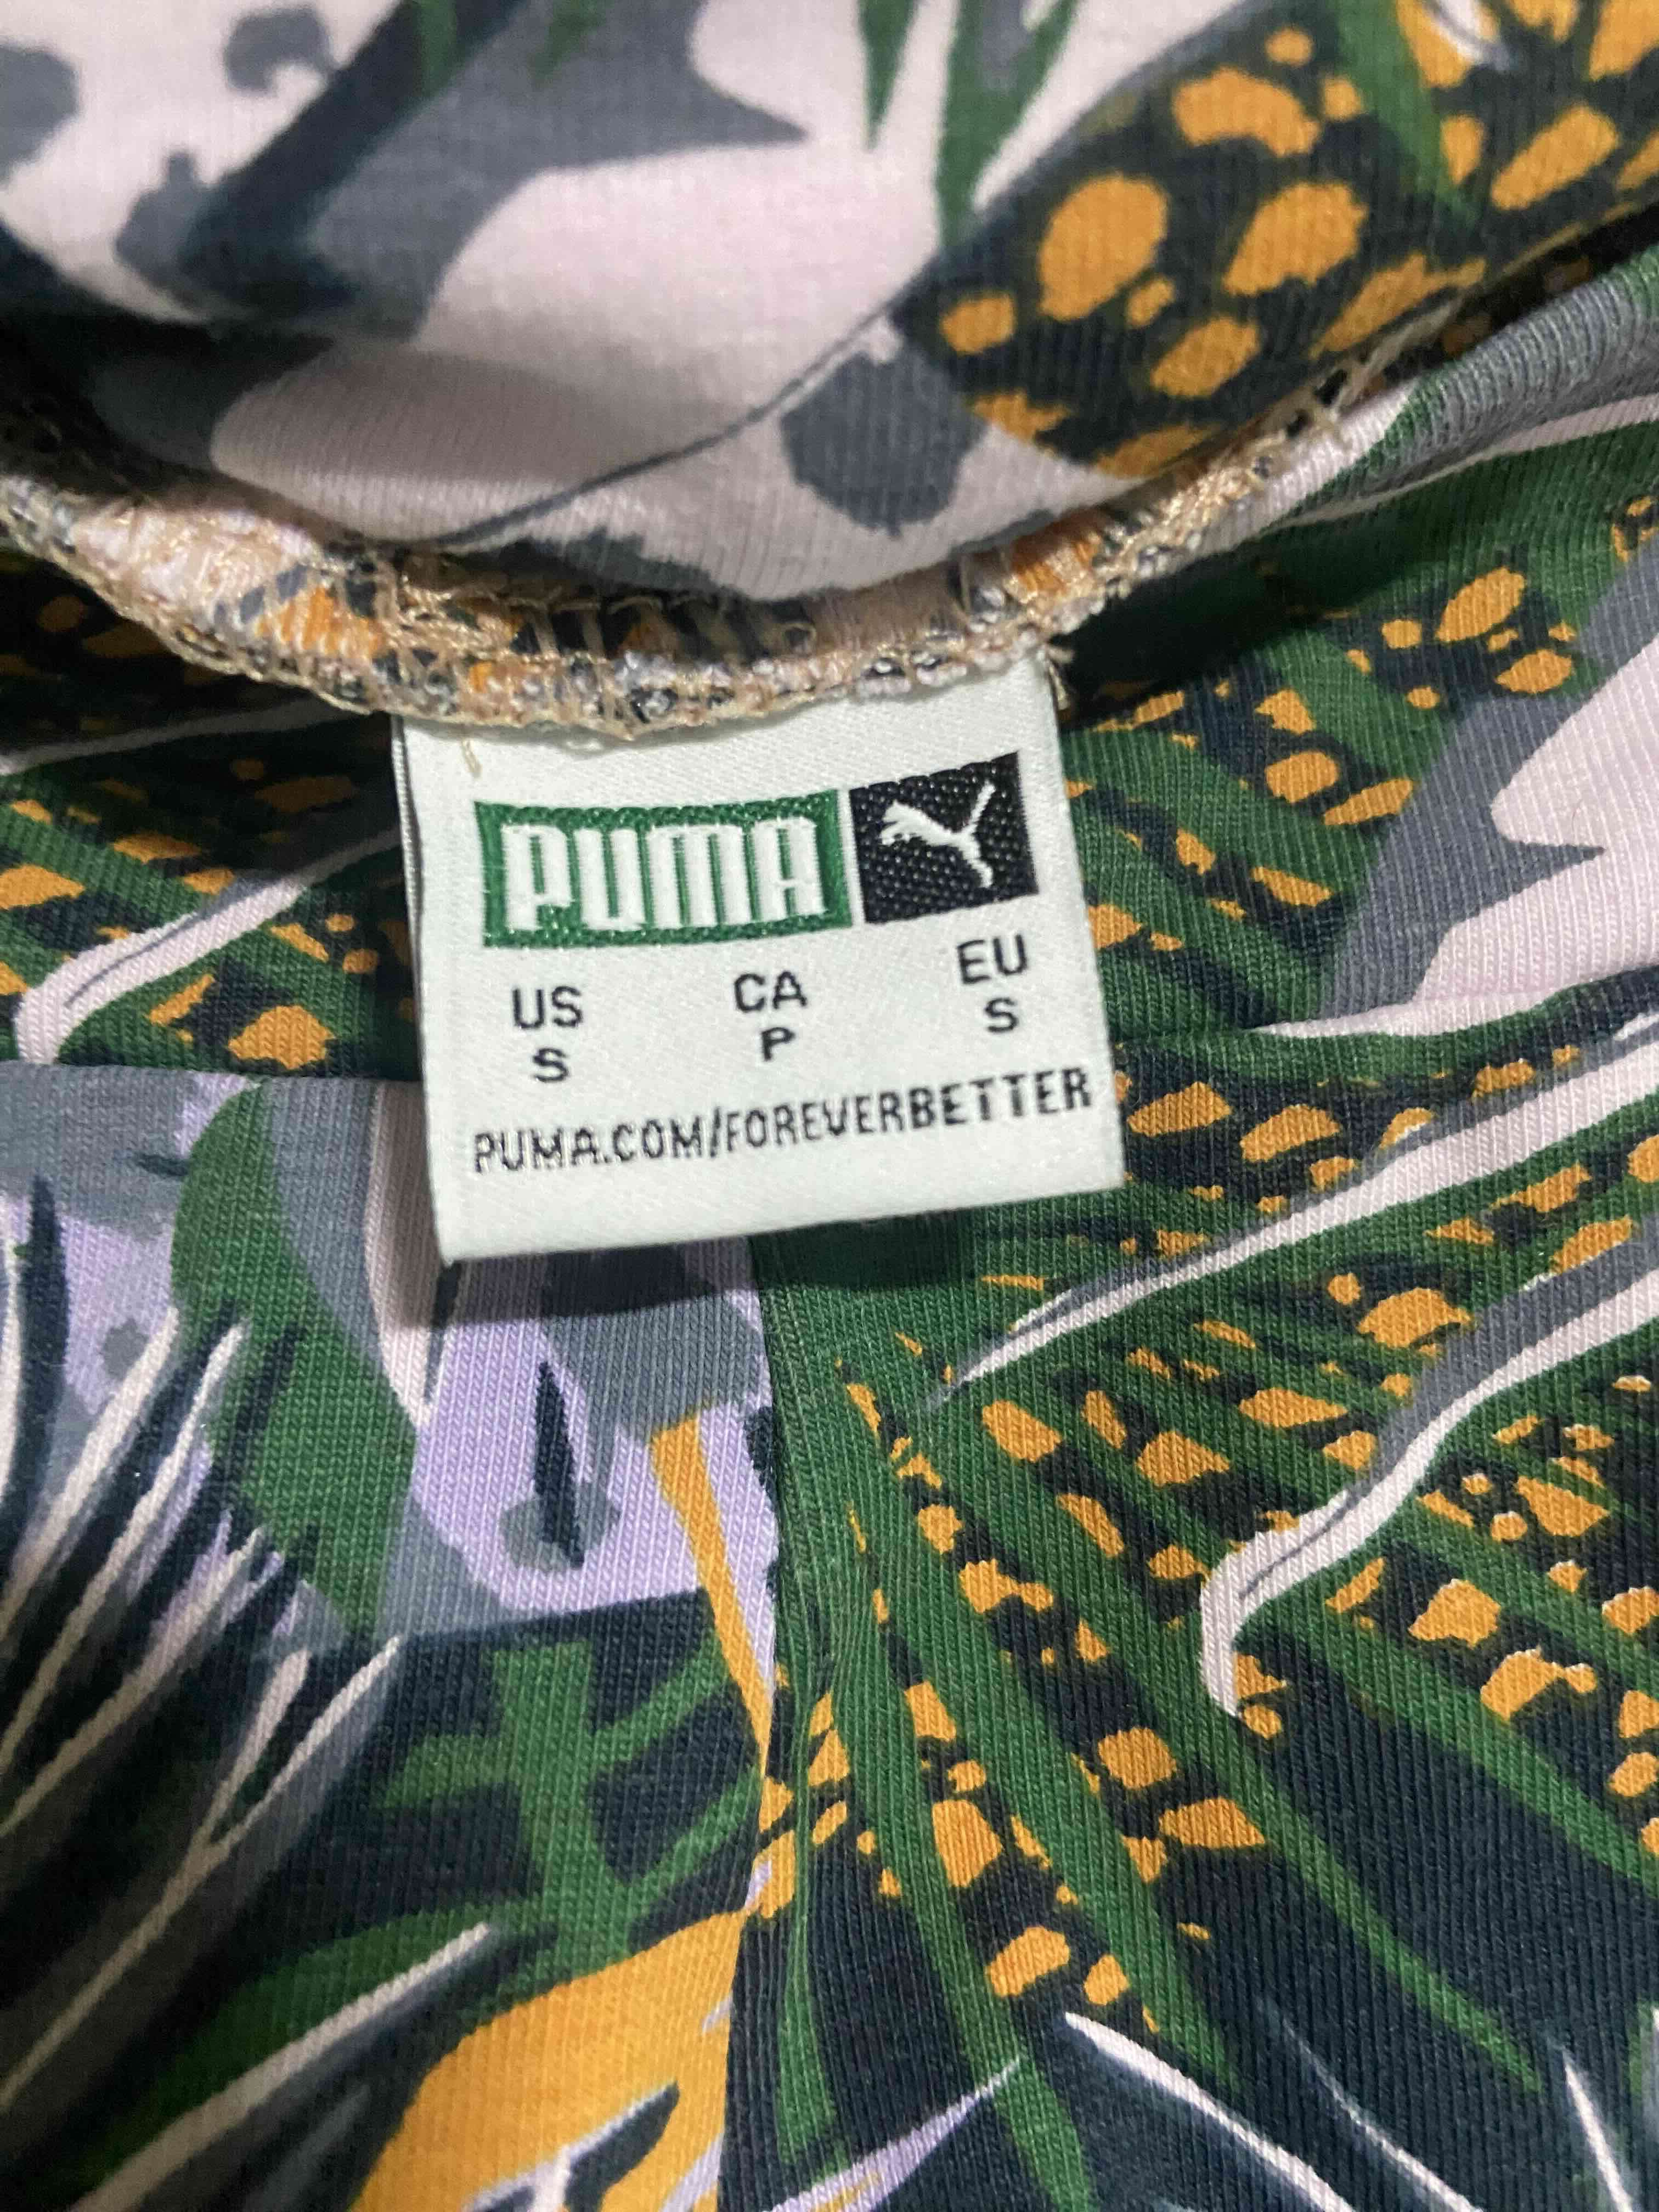 PUMA
US CA EU
S P S
PUMA.COM/FOREVERBETTER